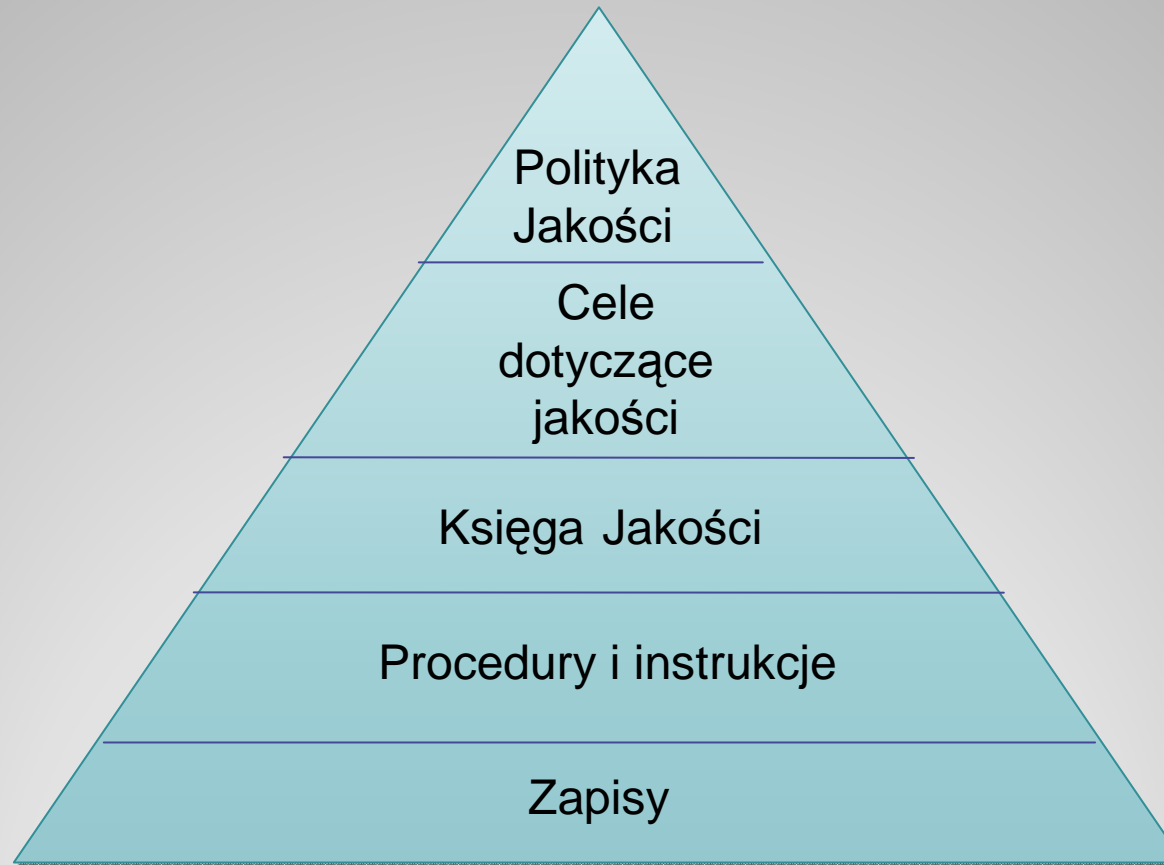 Polityka
Jakości
Cele
dotyczące
jakości
Księga Jakości
Procedury i instrukcje
Zapisy